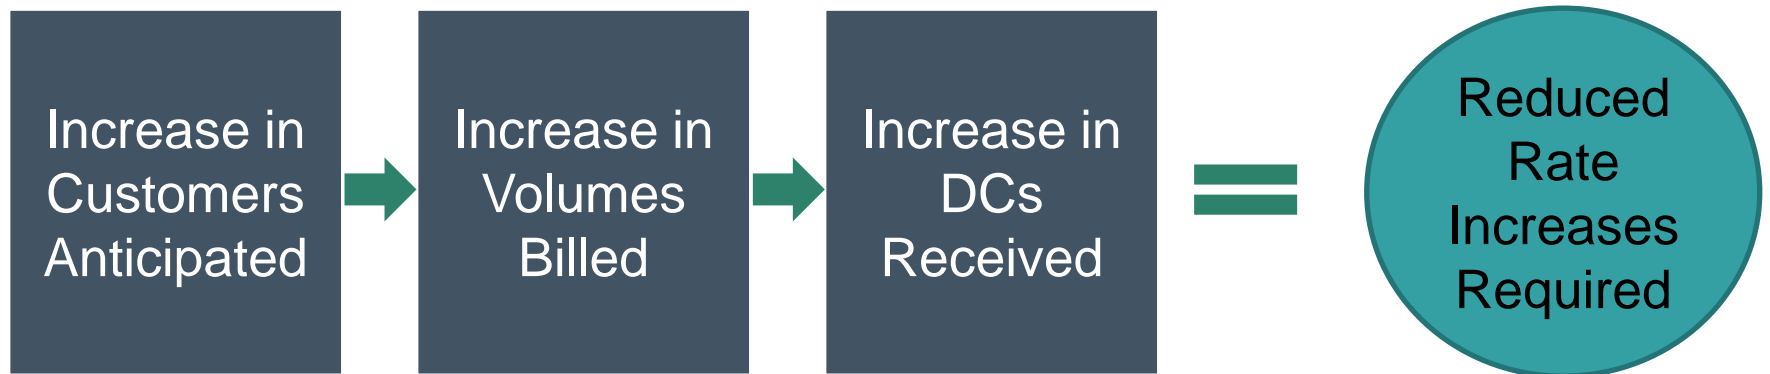 Increase in
Customers
Anticipated
Increase in
Volumes
Billed
Increase in
DCs
Received
Reduced
Rate
Increases
Required